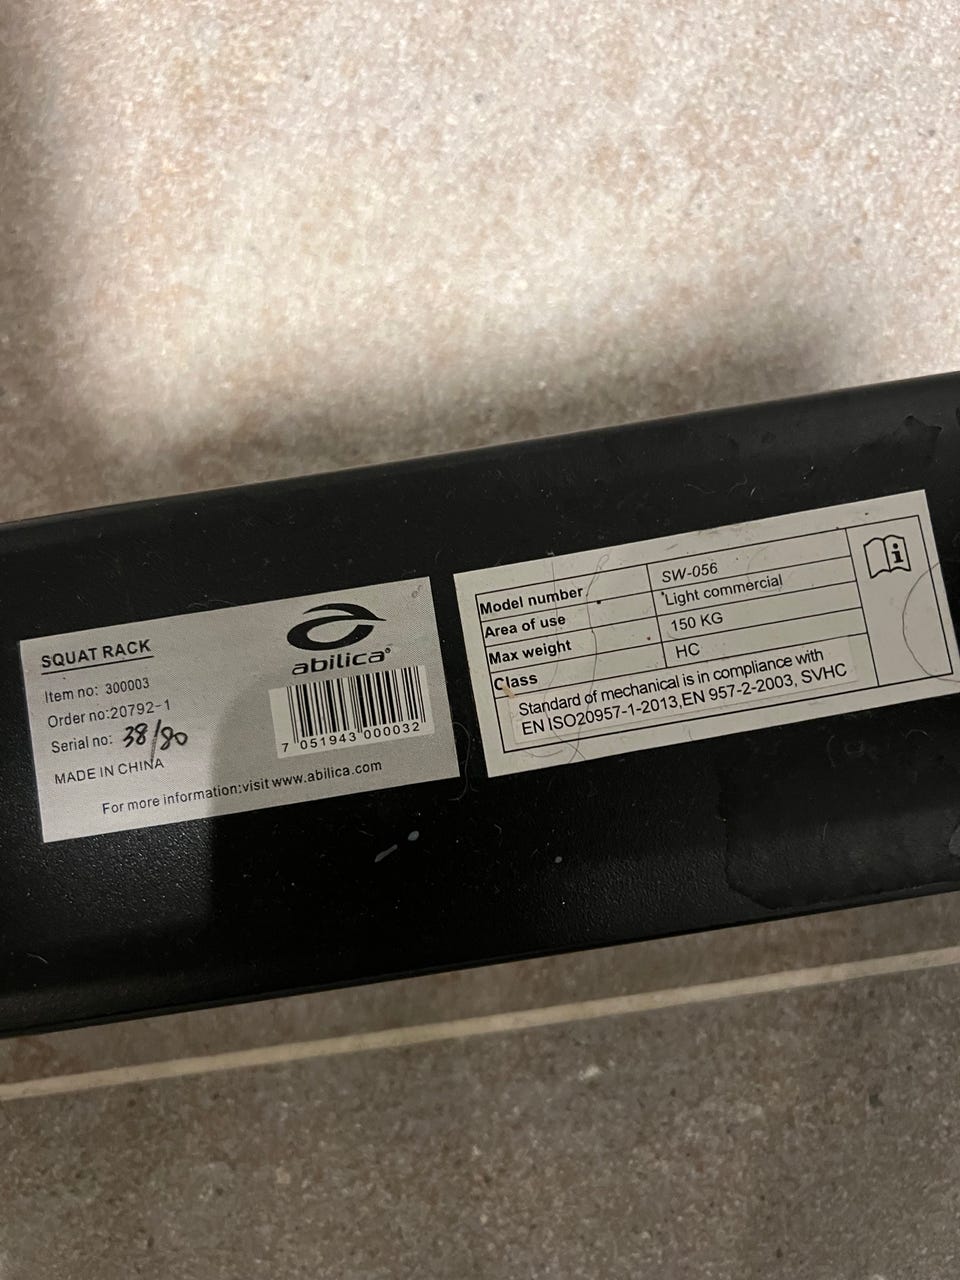 SQUAT RACK
Item no: 300003
Order no:20792-1
Serial no: 38/80
MADE IN CHINA
For more information:visit www.abilica.com
abilica®
7 051943 000032
Model number SW-056
Area of use Light commercial
Max weight 150 KG
Class HC
Standard of mechanical is in compliance with
EN ISO20957-1-2013,EN 957-2-2003, SVHC
i